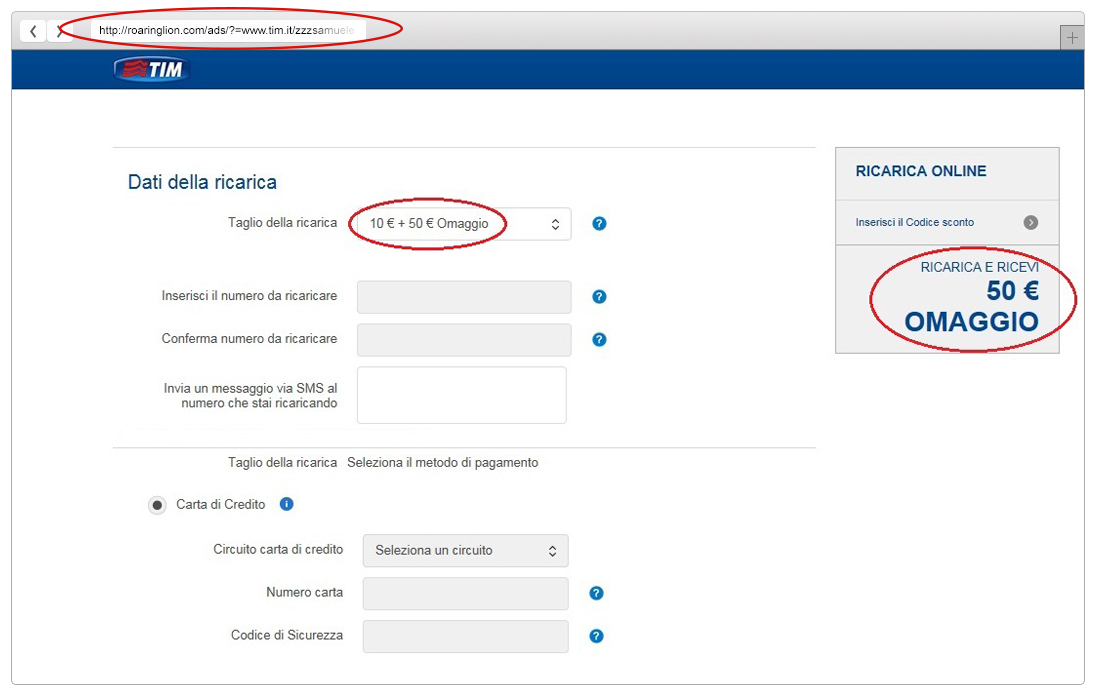 http://roaringlion.com/ads/?=www.tim.it/zzzsamuele
TIM
Dati della ricarica
Taglio della ricarica 10 € + 50 € Omaggio
Inserisci il numero da ricaricare
Conferma numero da ricaricare
Invia un messaggio via SMS al
numero che stai ricaricando
Taglio della ricarica Seleziona il metodo di pagamento
Carta di Credito
Circuito carta di credito Seleziona un circuito
Numero carta
Codice di Sicurezza
RICARICA ONLINE
Inserisci il Codice sconto
RICARICA E RICEVI
50 €
OMAGGIO